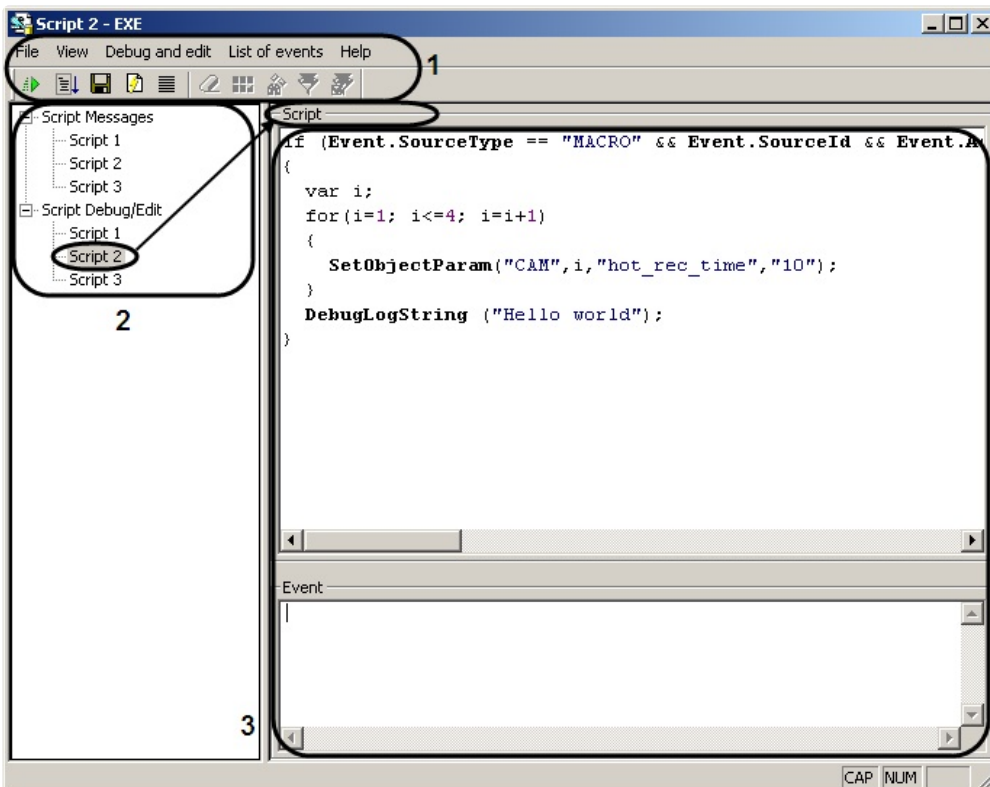 Script 2 - EXE
File View Debug and edit List of events Help
1
Script Messages
Script 1
Script 2
Script 3
Script Debug/Edit
Script 1
Script 2
Script 3
2
3
Script
if (Event.SourceType == "MACRO" && Event.SourceId && Event.A
{
var i;
for(i=1; i<=4; i=i+1)
{
SetObjectParam("CAM",i,"hot_rec_time","10");
}
DebugLogString ("Hello world");
}
Event
CAP NUM